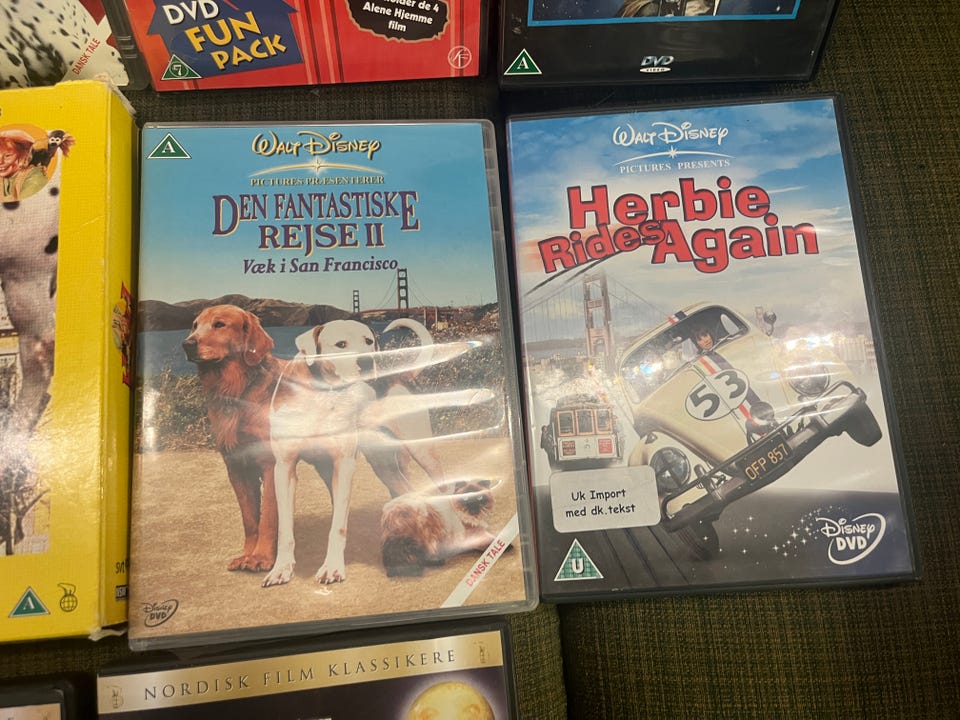 DANSK TALE
DVD
FUN
PACK
7
Alene Hjemme
film
A
DVD
VIDEO
A
WALT DISNEY
PICTURES PRÆSENTERER
DEN FANTASTISKE
REJSE II
Væk i San Francisco
DANSK TALE
DISNEY
DVD
WALT DISNEY
PICTURES PRESENTS
Herbie
Rides Again
53
OFP 857
Uk Import
med dk.tekst
U
DISNEY
DVD
A
NORDISK FILM KLASSIKERE